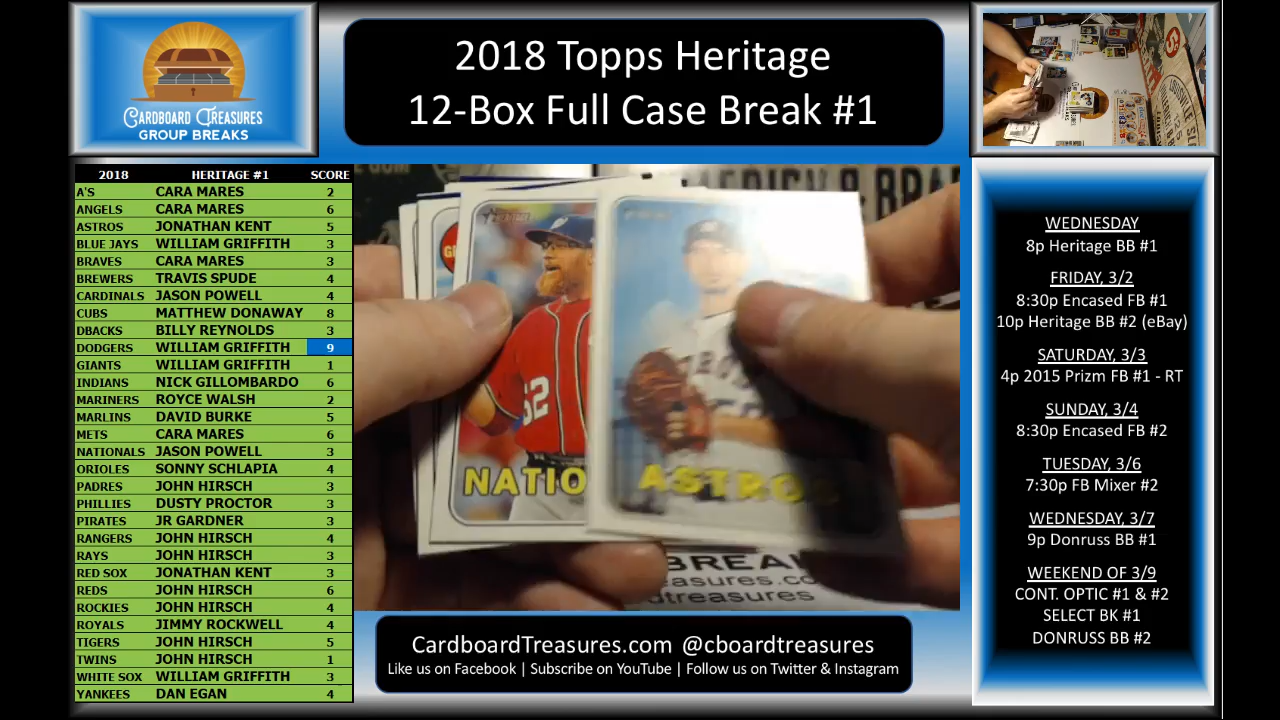 CARDBOARD TREASURES
GROUP BREAKS
2018 Topps Heritage
12-Box Full Case Break #1
2018 HERITAGE #1 SCORE
A'S CARA MARES 2
ANGELS CARA MARES 6
ASTROS JONATHAN KENT 5
BLUE JAYS WILLIAM GRIFFITH 3
BRAVES CARA MARES 3
BREWERS TRAVIS SPUDE 4
CARDINALS JASON POWELL 4
CUBS MATTHEW DONAWAY 8
DBACKS BILLY REYNOLDS 3
DODGERS WILLIAM GRIFFITH 9
GIANTS WILLIAM GRIFFITH 1
INDIANS NICK GILLOMBARDO 6
MARINERS ROYCE WALSH 2
MARLINS DAVID BURKE 5
METS CARA MARES 6
NATIONALS JASON POWELL 3
ORIOLES SONNY SCHLAPIA 4
PADRES JOHN HIRSCH 3
PHILLIES DUSTY PROCTOR 3
PIRATES JR GARDNER 3
RANGERS JOHN HIRSCH 4
RAYS JOHN HIRSCH 3
RED SOX JONATHAN KENT 3
REDS JOHN HIRSCH 6
ROCKIES JOHN HIRSCH 4
ROYALS JIMMY ROCKWELL 4
TIGERS JOHN HIRSCH 5
TWINS JOHN HIRSCH 1
WHITE SOX WILLIAM GRIFFITH 3
YANKEES DAN EGAN 4
HERITAGE
52
NATIO
ASTROS
BREA
easures.co
dtreasures
CardboardTreasures.com @cboardtreasures
Like us on Facebook | Subscribe on YouTube | Follow us on Twitter & Instagram
WEDNESDAY
8p Heritage BB #1
FRIDAY, 3/2
8:30p Encased FB #1
10p Heritage BB #2 (eBay)
SATURDAY, 3/3
4p 2015 Prizm FB #1 - RT
SUNDAY, 3/4
8:30p Encased FB #2
TUESDAY, 3/6
7:30p FB Mixer #2
WEDNESDAY, 3/7
9p Donruss BB #1
WEEKEND OF 3/9
CONT. OPTIC #1 & #2
SELECT BK #1
DONRUSS BB #2